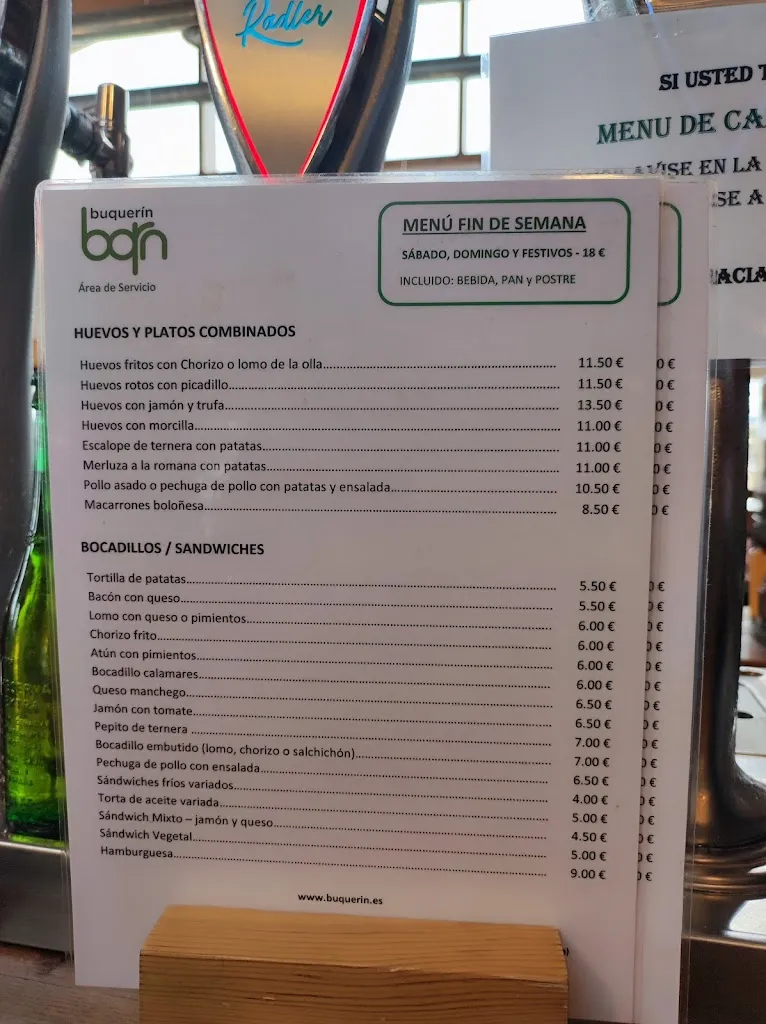 Radler
SI USTED T
MENU DE CA
AVISE EN LA
SE A
buquerín
barn
Área de Servicio
MENÚ FIN DE SEMANA
SÁBADO, DOMINGO Y FESTIVOS - 18 €
INCLUIDO: BEBIDA, PAN y POSTRE
HUEVOS Y PLATOS COMBINADOS
Huevos fritos con Chorizo o lomo de la olla 11.50 €
Huevos rotos con picadillo 11.50 €
Huevos con jamón y trufa 13.50 €
Huevos con morcilla 11.00 €
Escalope de ternera con patatas 11.00 €
Merluza a la romana con patatas 11.00 €
Pollo asado o pechuga de pollo con patatas y ensalada 10.50 €
Macarrones boloñesa 8.50 €
BOCADILLOS / SANDWICHES
Tortilla de patatas 5.50 €
Bacón con queso 5.50 €
Lomo con queso o pimientos 6.00 €
Chorizo frito 6.00 €
Atún con pimientos 6.00 €
Bocadillo calamares 6.00 €
Queso manchego 6.50 €
Jamón con tomate 6.50 €
Pepito de ternera 7.00 €
Bocadillo embutido (lomo, chorizo o salchichón) 7.00 €
Pechuga de pollo con ensalada 6.50 €
Sándwiches fríos variados 4.00 €
Torta de aceite variada 5.00 €
Sándwich Mixto – jamón y queso 4.50 €
Sándwich Vegetal 5.00 €
Hamburguesa 9.00 €
www.buquerin.es